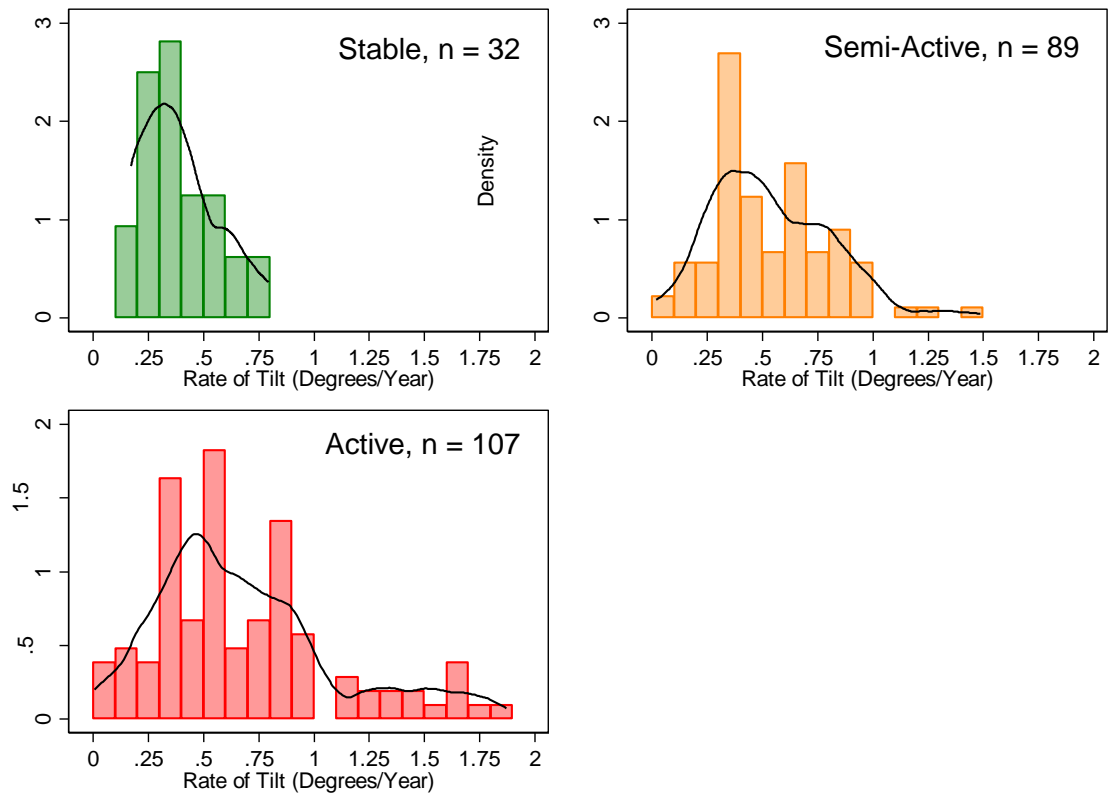 Stable, n = 32
3
2
1
0
0 .25 .5 .75 1 1.25 1.5 1.75 2
Rate of Tilt (Degrees/Year)
Semi-Active, n = 89
Density
3
2
1
0
0 .25 .5 .75 1 1.25 1.5 1.75 2
Rate of Tilt (Degrees/Year)
Active, n = 107
2
1.5
1
.5
0
0 .25 .5 .75 1 1.25 1.5 1.75 2
Rate of Tilt (Degrees/Year)